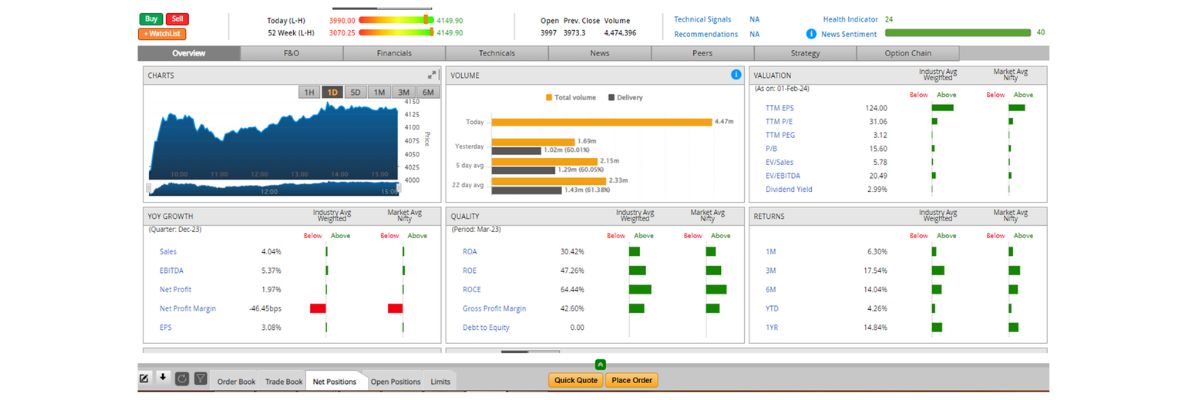 Buy Sell
+ WatchList
Today (L-H) 3990.00 4149.90
52 Week (L-H) 3070.25 4149.90
Open Prev. Close Volume
3997 3973.3 4,474,396
Technical Signals NA
Recommendations NA
Health Indicator 24
News Sentiment 40
Overview F&O Financials Technicals News Peers Strategy Option Chain
CHARTS
1H 1D 5D 1M 3M 6M
4150
4125
4100
4075
4050
4025
4000
Price
10:00 11:00 12:00 13:00 14:00 15:00
12:00 15:00
VOLUME
Total volume Delivery
Today 4.47m
Yesterday 1.69m
1.02m (60.01%)
5 day avg 2.15m
1.29m (60.05%)
22 day avg 2.33m
1.43m (61.38%)
VALUATION Industry Avg Weighted Market Avg Nifty
(As on: 01-Feb-24) Below Above Below Above
TTM EPS 124.00
TTM P/E 31.06
TTM PEG 3.12
P/B 15.60
EV/Sales 5.78
EV/EBITDA 20.49
Dividend Yield 2.99%
YOY GROWTH Industry Avg Weighted Market Avg Nifty
(Quarter: Dec-23) Below Above Below Above
Sales 4.04%
EBITDA 5.37%
Net Profit 1.97%
Net Profit Margin -46.45bps
EPS 3.08%
QUALITY Industry Avg Weighted Market Avg Nifty
(Period: Mar-23) Below Above Below Above
ROA 30.42%
ROE 47.26%
ROCE 64.44%
Gross Profit Margin 42.60%
Debt to Equity 0.00
RETURNS Industry Avg Weighted Market Avg Nifty
Below Above Below Above
1M 6.30%
3M 17.54%
6M 14.04%
YTD 4.26%
1YR 14.84%
Order Book Trade Book Net Positions Open Positions Limits
Quick Quote Place Order